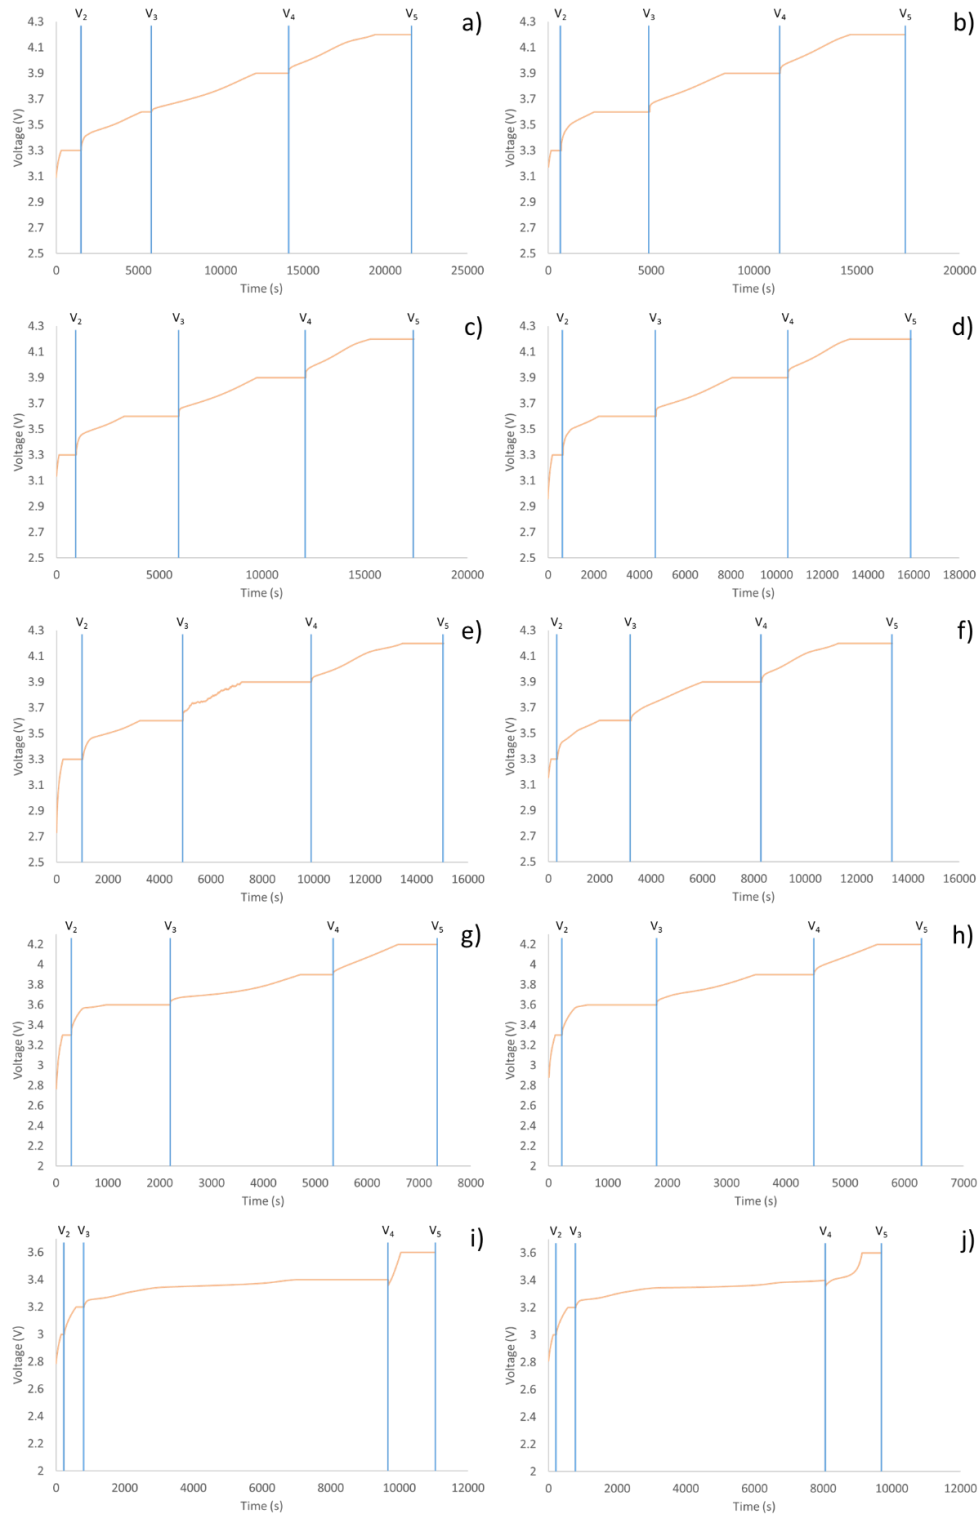 V2 V3 V4 V5
a)
4.3
4.1
3.9
3.7
3.5
3.3
3.1
2.9
2.7
2.5
Voltage (V)
0 5000 10000 15000 20000 25000
Time (s)
V2 V3 V4 V5
b)
4.3
4.1
3.9
3.7
3.5
3.3
3.1
2.9
2.7
2.5
Voltage (V)
0 5000 10000 15000 20000
Time (s)
V2 V3 V4 V5
c)
4.3
4.1
3.9
3.7
3.5
3.3
3.1
2.9
2.7
2.5
Voltage (V)
0 5000 10000 15000 20000
Time (s)
V2 V3 V4 V5
d)
4.3
4.1
3.9
3.7
3.5
3.3
3.1
2.9
2.7
2.5
Voltage (V)
0 2000 4000 6000 8000 10000 12000 14000 16000 18000
Time (s)
V2 V3 V4 V5
e)
4.3
4.1
3.9
3.7
3.5
3.3
3.1
2.9
2.7
2.5
Voltage (V)
0 2000 4000 6000 8000 10000 12000 14000 16000
Time (s)
V2 V3 V4 V5
f)
4.3
4.1
3.9
3.7
3.5
3.3
3.1
2.9
2.7
2.5
Voltage (V)
0 2000 4000 6000 8000 10000 12000 14000 16000
Time (s)
V2 V3 V4 V5
g)
4.2
4
3.8
3.6
3.4
3.2
3
2.8
2.6
2.4
2.2
2
Voltage (V)
0 1000 2000 3000 4000 5000 6000 7000 8000
Time (s)
V2 V3 V4 V5
h)
4.2
4
3.8
3.6
3.4
3.2
3
2.8
2.6
2.4
2.2
2
Voltage (V)
0 1000 2000 3000 4000 5000 6000 7000
Time (s)
V2 V3 V4 V5
i)
3.6
3.4
3.2
3
2.8
2.6
2.4
2.2
2
Voltage (V)
0 2000 4000 6000 8000 10000 12000
Time (s)
V2 V3 V4 V5
j)
3.6
3.4
3.2
3
2.8
2.6
2.4
2.2
2
Voltage (V)
0 2000 4000 6000 8000 10000 12000
Time (s)